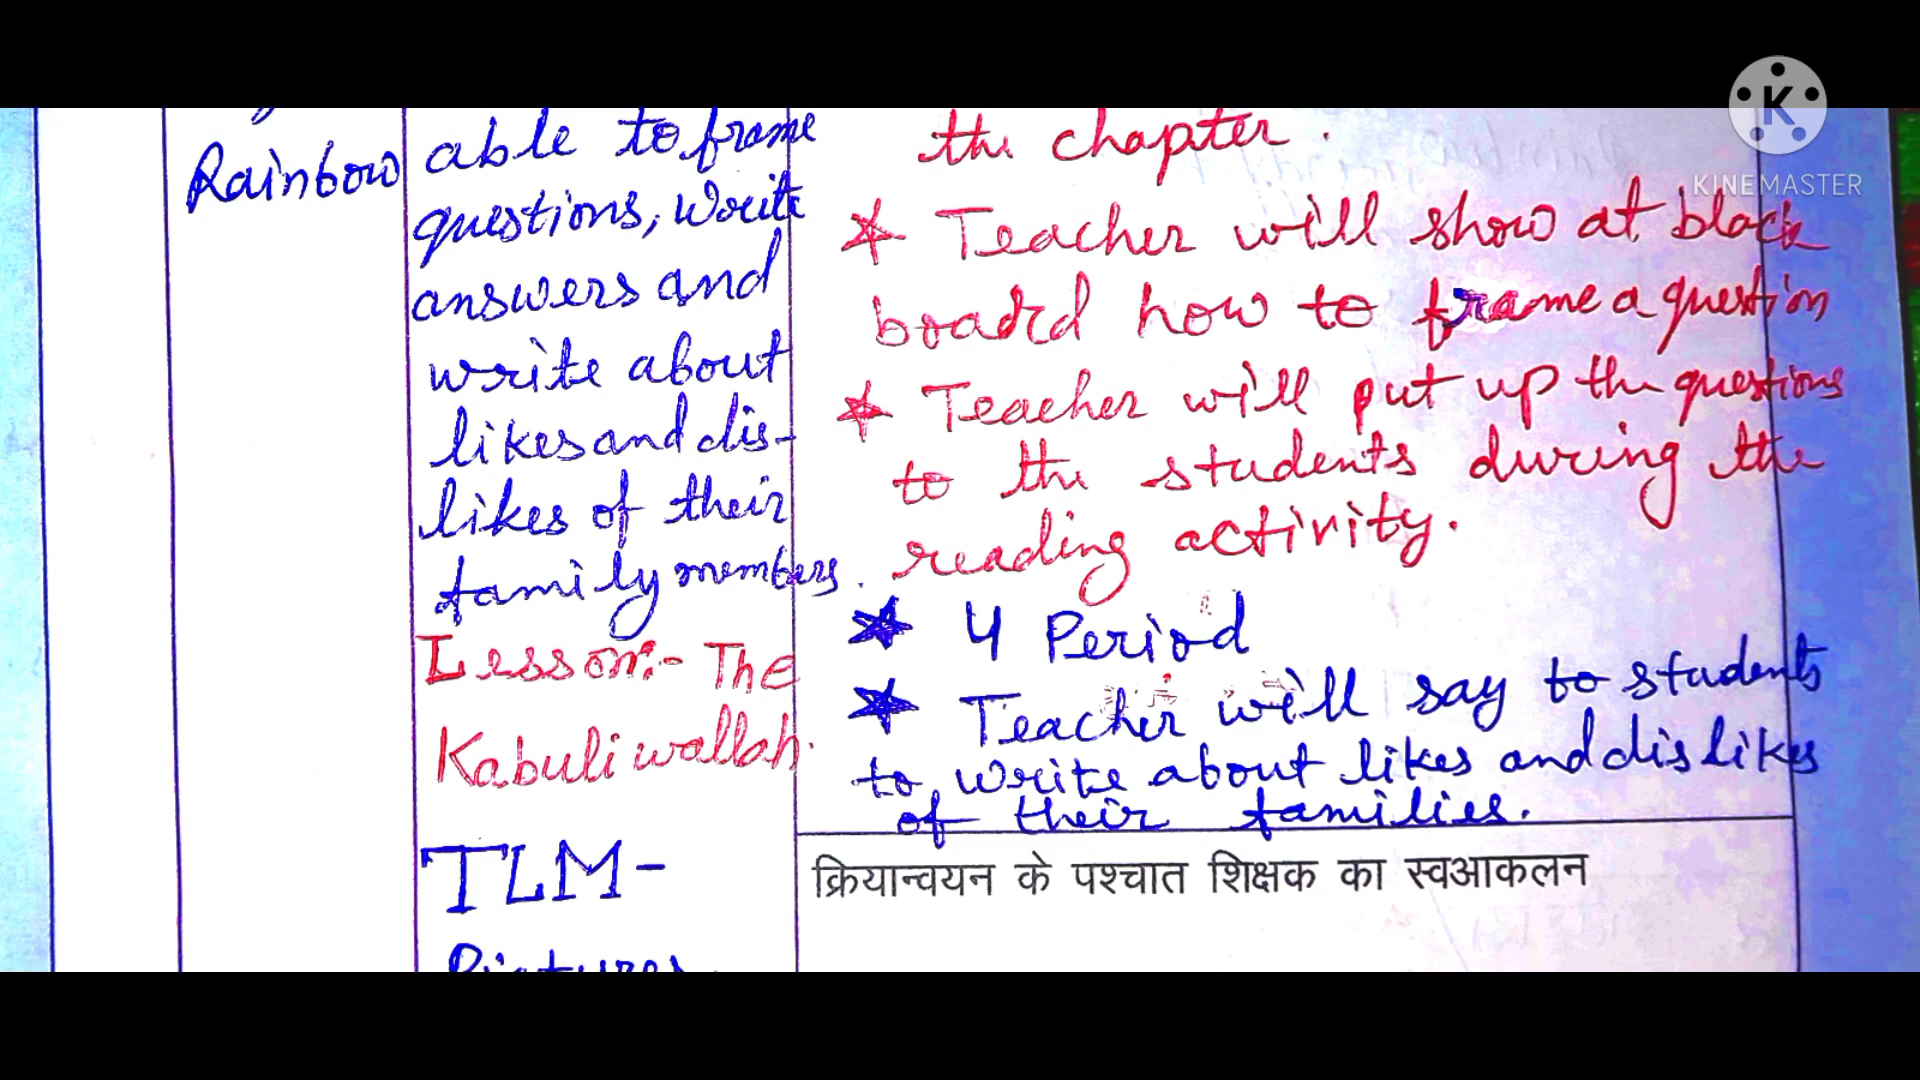 Rainbow
able to frame
questions, write
answers and
write about
likes and dis-
likes of their
family members.
Lesson:- The
Kabuliwallah.
TLM-
Pictures
the chapter.
Teacher will show at black
board how to frame a question
Teacher will put up the questions
to the students during the
reading activity.
4 Period
Teacher will say to students
to write about likes and dislikes
of their families.
क्रियान्वयन के पश्चात शिक्षक का स्वआकलन
KINEMASTER